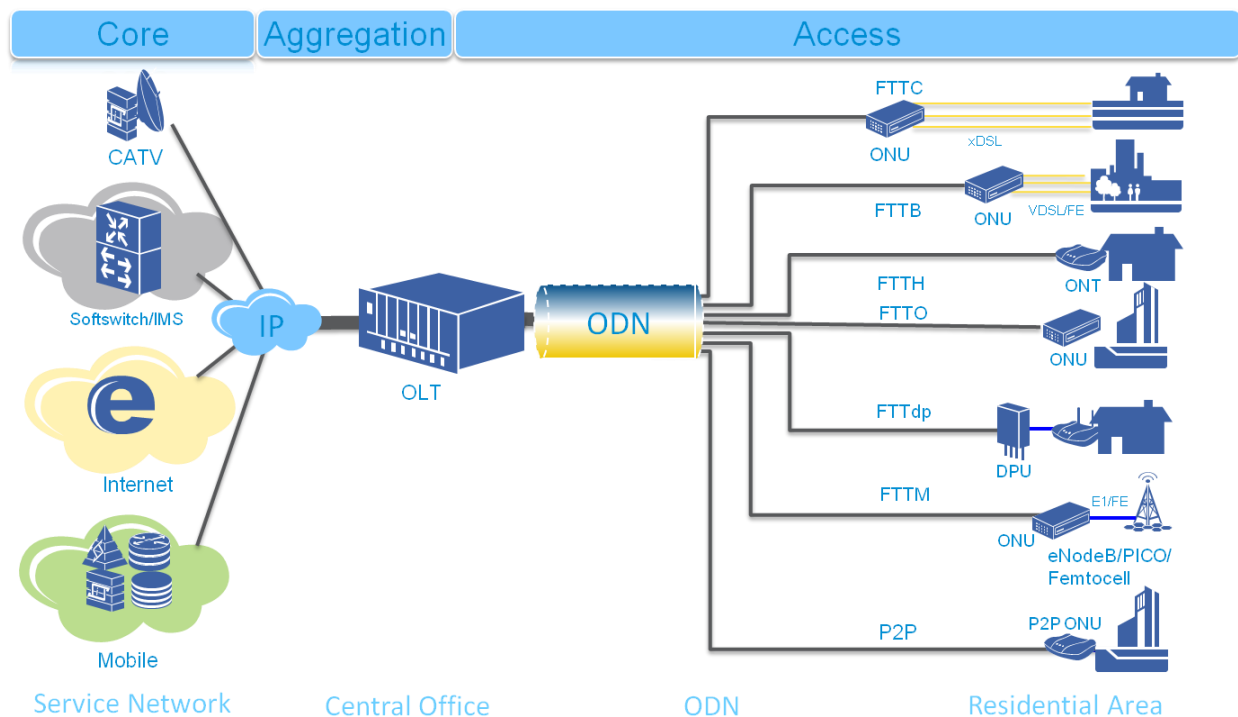 Core
Aggregation
Access
CATV
Softswitch/IMS
Internet
e
Mobile
IP
OLT
ODN
FTTC
ONU
xDSL
FTTB
ONU
VDSL/FE
FTTH
ONT
FTTO
ONU
FTTdp
DPU
FTTM
ONU
E1/FE
eNodeB/PICO/
Femtocell
P2P
P2P ONU
Service Network
Central Office
ODN
Residential Area